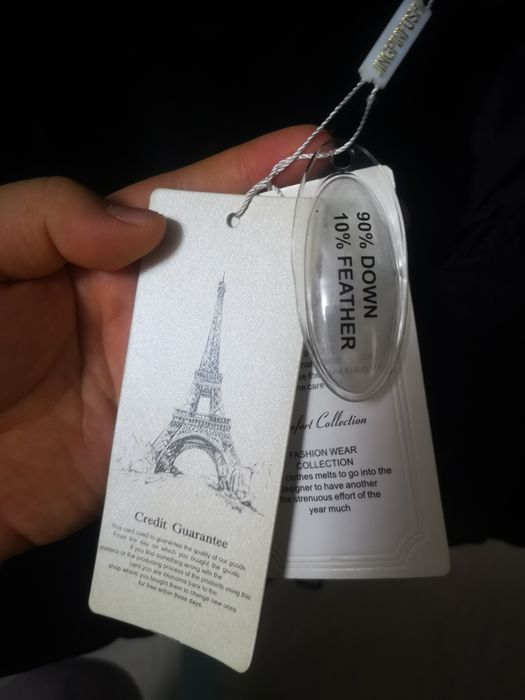 90% DOWN
10% FEATHER
Collection
FASHION WEAR
COLLECTION
clothes melts to go into the
designer to have another
the strenuous effort of the
year much
Credit Guarantee
This card used to guarantee the quality of our goods
From the day on which you bought the goods
If you find something wrong with the
materia or the producing process of the products using this
card,you are Welcome back to the
shop where you bought them to change new ones
for free within three days.